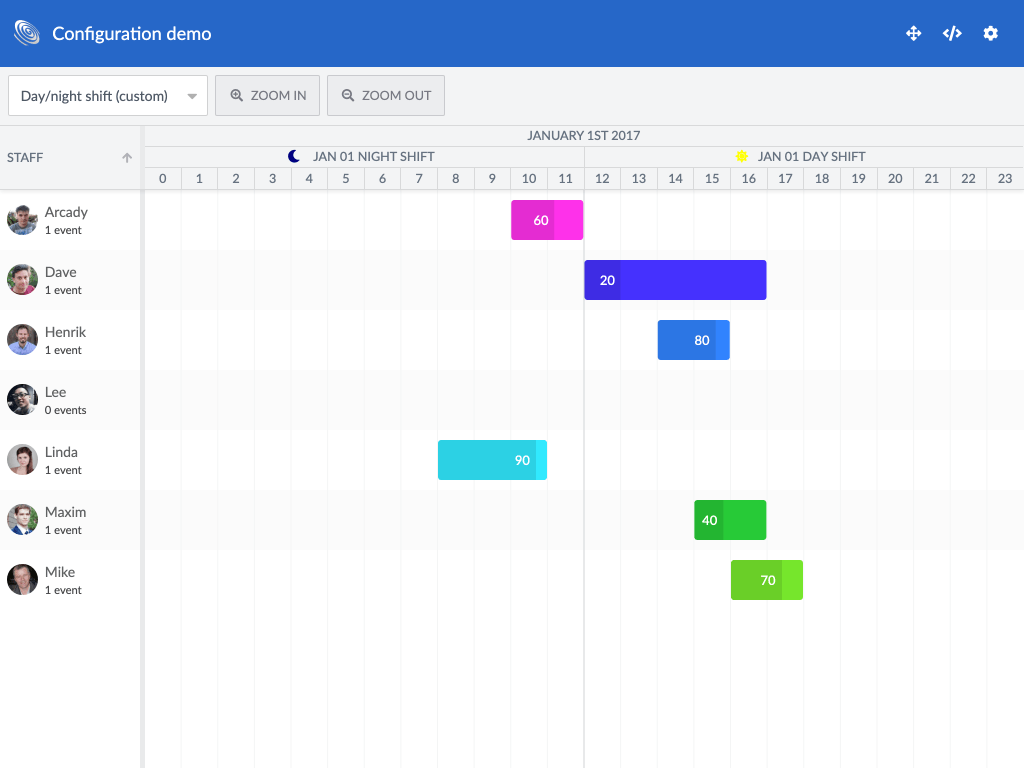 Configuration demo
Day/night shift (custom)
ZOOM IN
ZOOM OUT
STAFF
JANUARY 1ST 2017
JAN 01 NIGHT SHIFT
JAN 01 DAY SHIFT
0 1 2 3 4 5 6 7 8 9 10 11 12 13 14 15 16 17 18 19 20 21 22 23
Arcady
1 event
60
Dave
1 event
20
Henrik
1 event
80
Lee
0 events
Linda
1 event
90
Maxim
1 event
40
Mike
1 event
70